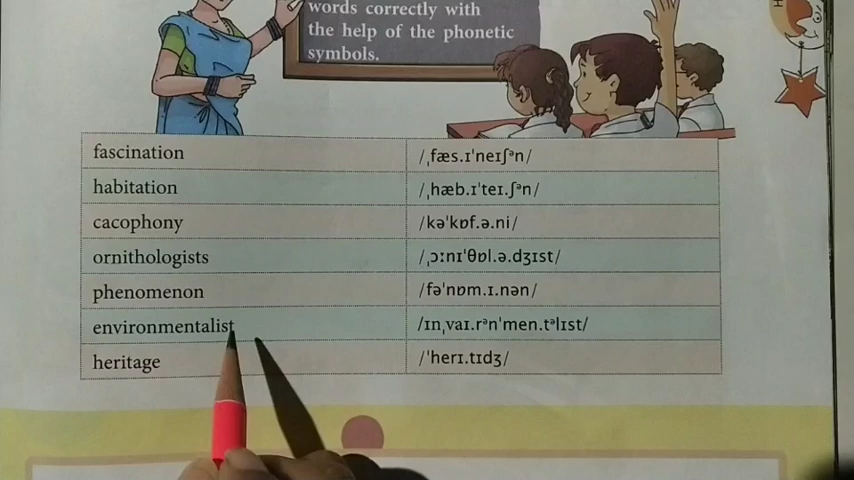 words correctly with
the help of the phonetic
symbols.
fascination /ˌfæs.ɪˈneɪʃᵊn/
habitation /ˌhæb.ɪˈteɪ.ʃᵊn/
cacophony /kəˈkɒf.ə.ni/
ornithologists /ˌɔːnɪˈθɒl.ə.dʒɪst/
phenomenon /fəˈnɒm.ɪ.nən/
environmentalist /ɪnˌvaɪ.rᵊnˈmen.tᵊlɪst/
heritage /ˈherɪ.tɪdʒ/